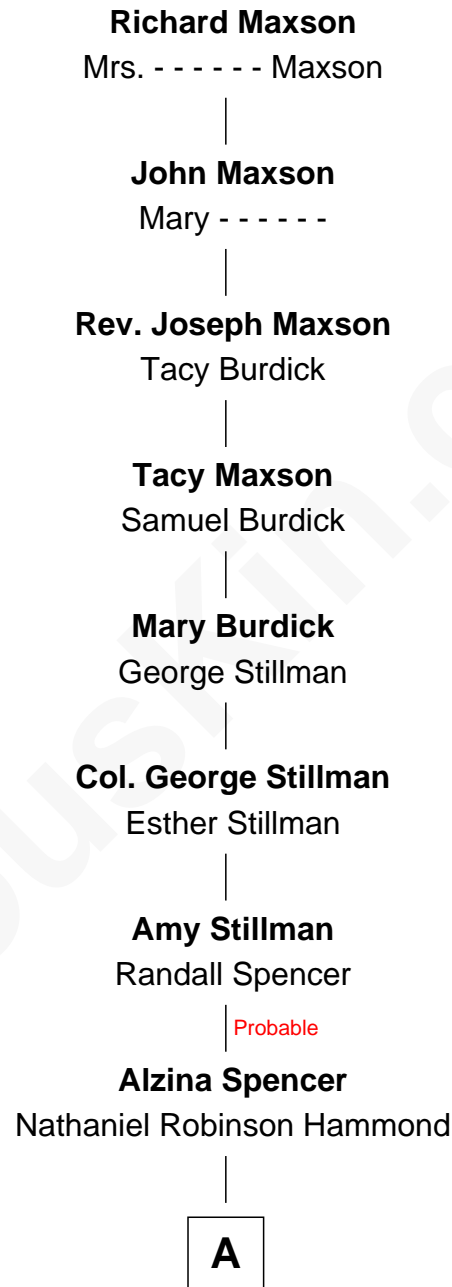 Richard Maxson
Mrs. - - - - - - Maxson
John Maxson
Mary - - - - - -
Rev. Joseph Maxson
Tacy Burdick
Tacy Maxson
Samuel Burdick
Mary Burdick
George Stillman
Col. George Stillman
Esther Stillman
Amy Stillman
Randall Spencer
Probable
Alzina Spencer
Nathaniel Robinson Hammond
A